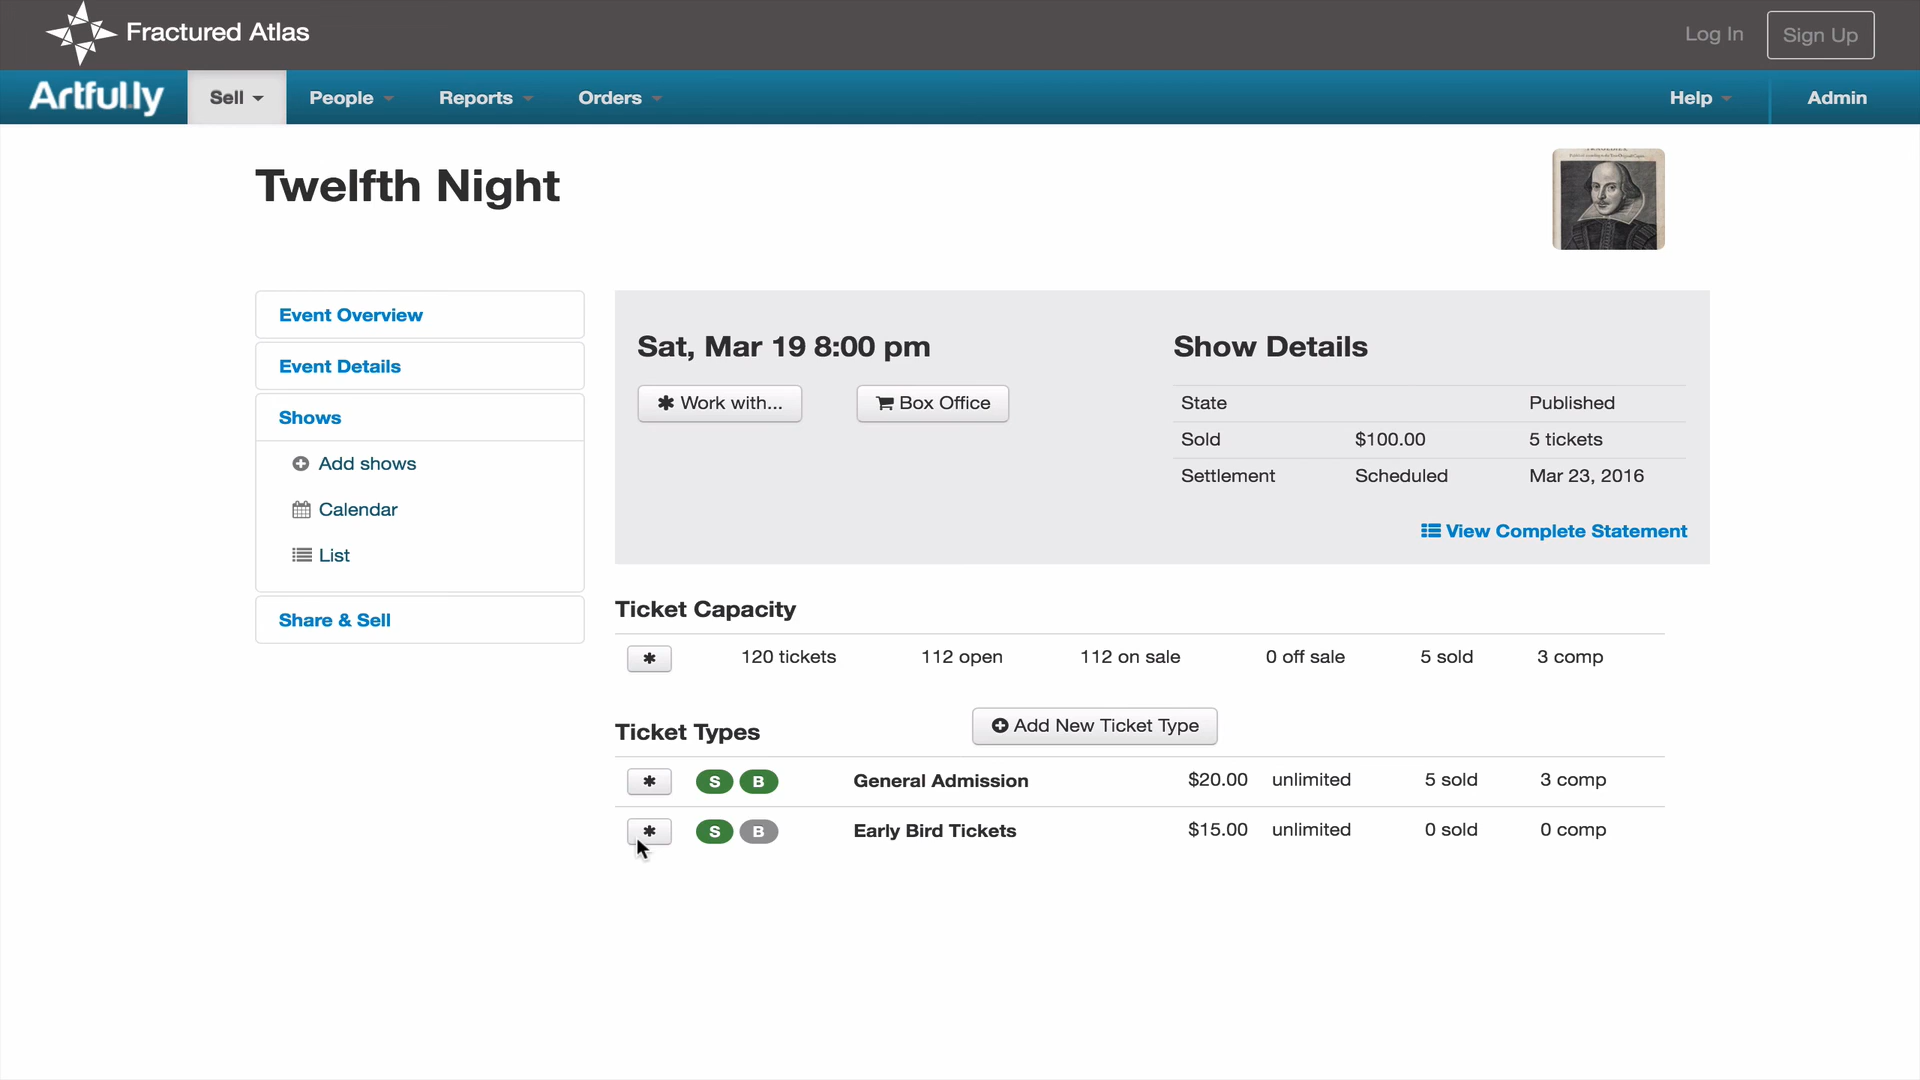 Fractured Atlas
Log In
Sign Up
Artful.ly
Sell
People
Reports
Orders
Help
Admin
Twelfth Night
Event Overview
Event Details
Shows
Add shows
Calendar
List
Share & Sell
Sat, Mar 19 8:00 pm
Work with...
Box Office
Show Details
State Published
Sold $100.00 5 tickets
Settlement Scheduled Mar 23, 2016
View Complete Statement
Ticket Capacity
120 tickets 112 open 112 on sale 0 off sale 5 sold 3 comp
Ticket Types
Add New Ticket Type
S B General Admission $20.00 unlimited 5 sold 3 comp
S B Early Bird Tickets $15.00 unlimited 0 sold 0 comp